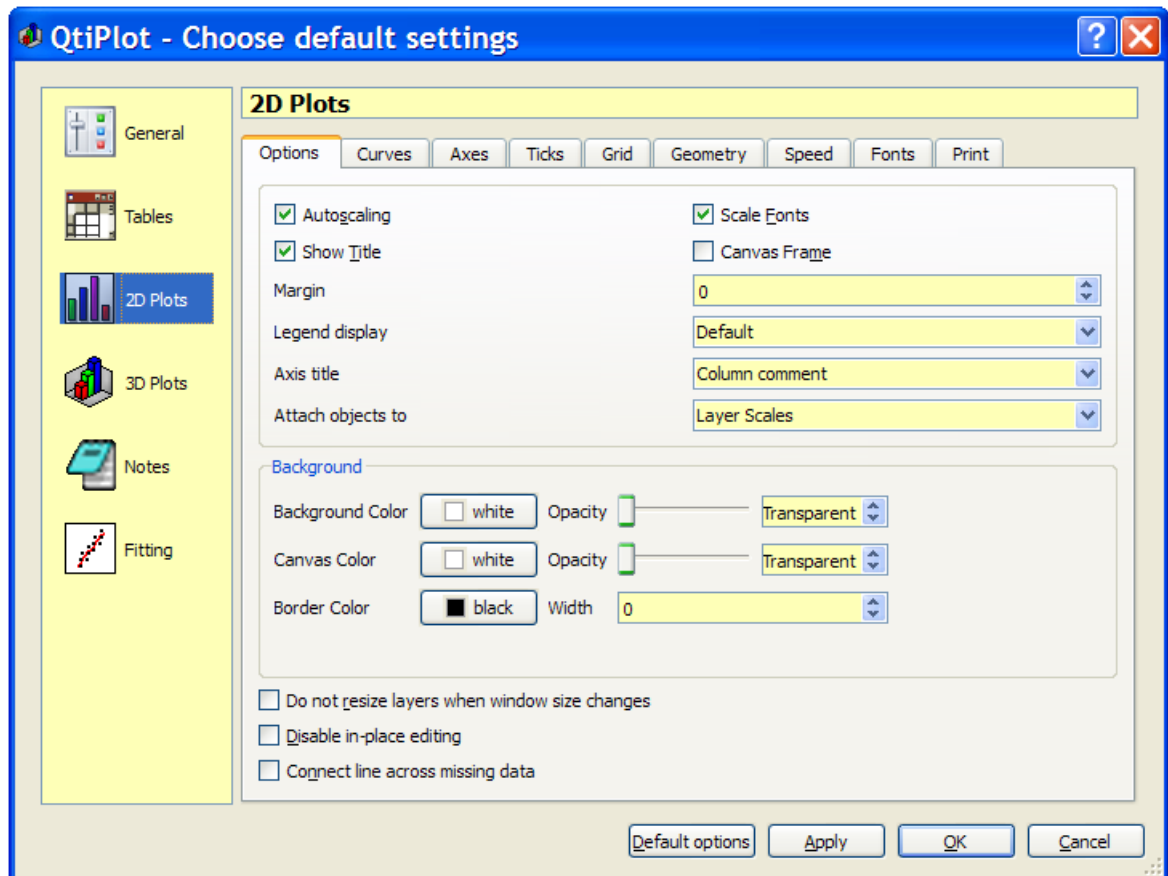 QtiPlot - Choose default settings
General
Tables
2D Plots
3D Plots
Notes
Fitting
2D Plots
Options Curves Axes Ticks Grid Geometry Speed Fonts Print
Autoscaling Scale Fonts
Show Title Canvas Frame
Margin 0
Legend display Default
Axis title Column comment
Attach objects to Layer Scales
Background
Background Color white Opacity Transparent
Canvas Color white Opacity Transparent
Border Color black Width 0
Do not resize layers when window size changes
Disable in-place editing
Connect line across missing data
Default options Apply OK Cancel